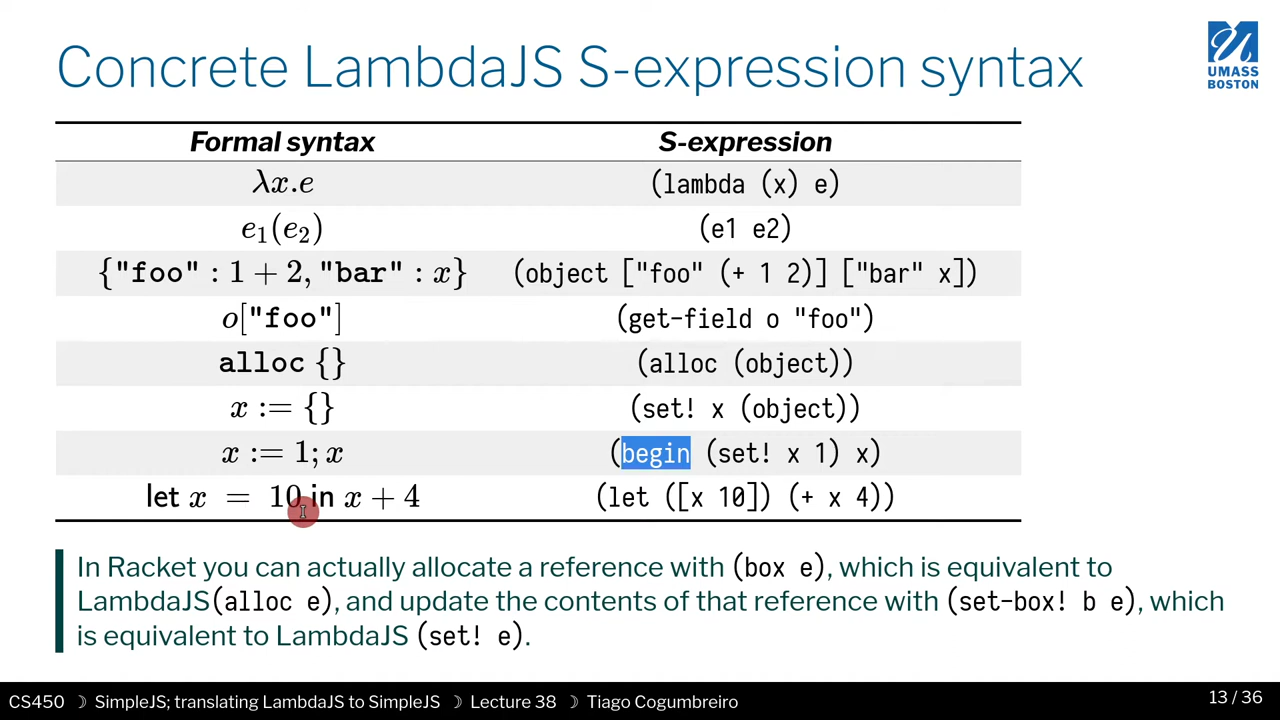 Concrete LambdaJS S-expression syntax
UMASS
BOSTON
Formal syntax S-expression
λx.e (lambda (x) e)
e₁(e₂) (e1 e2)
{"foo" : 1 + 2, "bar" : x} (object ["foo" (+ 1 2)] ["bar" x])
o["foo"] (get-field o "foo")
alloc {} (alloc (object))
x := {} (set! x (object))
x := 1; x (begin (set! x 1) x)
let x = 10 in x + 4 (let ([x 10]) (+ x 4))
In Racket you can actually allocate a reference with (box e), which is equivalent to
LambdaJS(alloc e), and update the contents of that reference with (set-box! b e), which
is equivalent to LambdaJS (set! e).
CS450 ☽ SimpleJS; translating LambdaJS to SimpleJS ☽ Lecture 38 ☽ Tiago Cogumbreiro 13 / 36